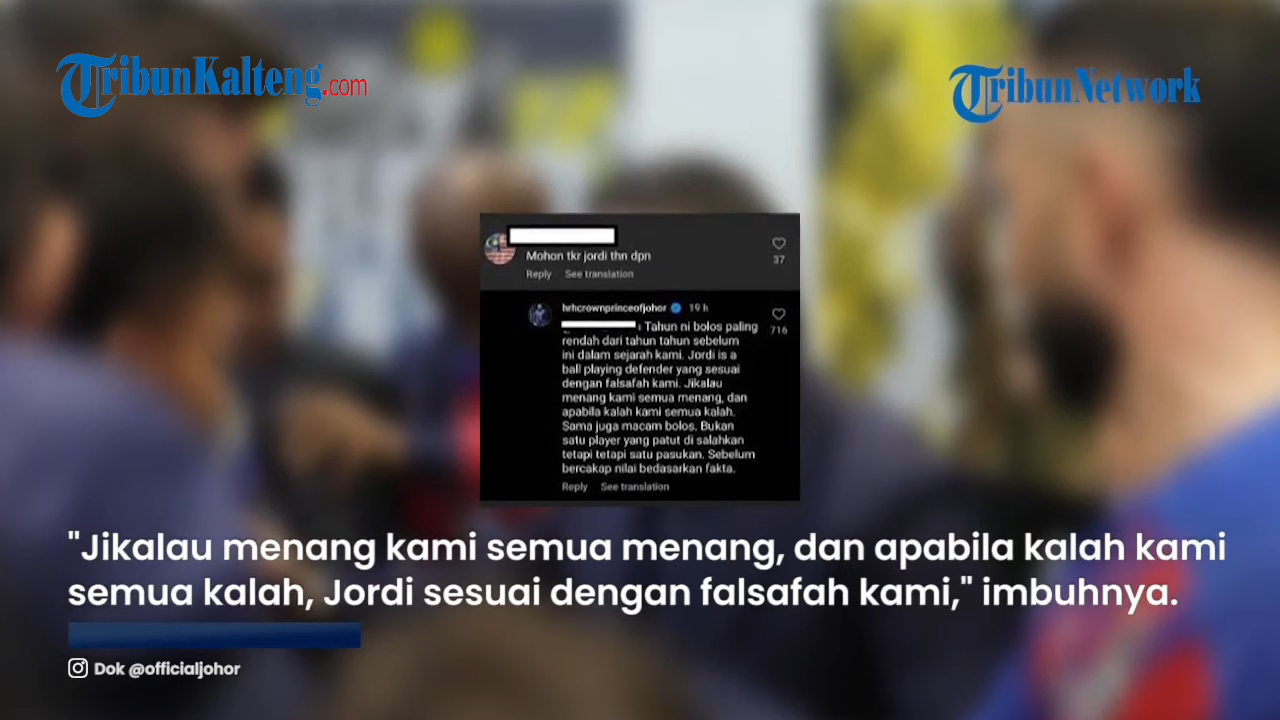 TribunKalteng.com
TribunNetwork
Mohon tkr jordi thn dpn
37
Reply See translation
hrhcrownprinceofjohor 19 h
Tahun ni bolos paling
716
rendah dari tahun tahun sebelum
ini dalam sejarah kami. Jordi is a
ball playing defender yang sesuai
dengan falsafah kami. Jikalau
menang kami semua menang, dan
apabila kalah kami semua kalah.
Sama juga macam bolos. Bukan
satu player yang patut di salahkan
tetapi tetapi satu pasukan. Sebelum
bercakap nilai bedasarkan fakta.
Reply See translation
"Jikalau menang kami semua menang, dan apabila kalah kami
semua kalah, Jordi sesuai dengan falsafah kami," imbuhnya.
Dok @officialjohor